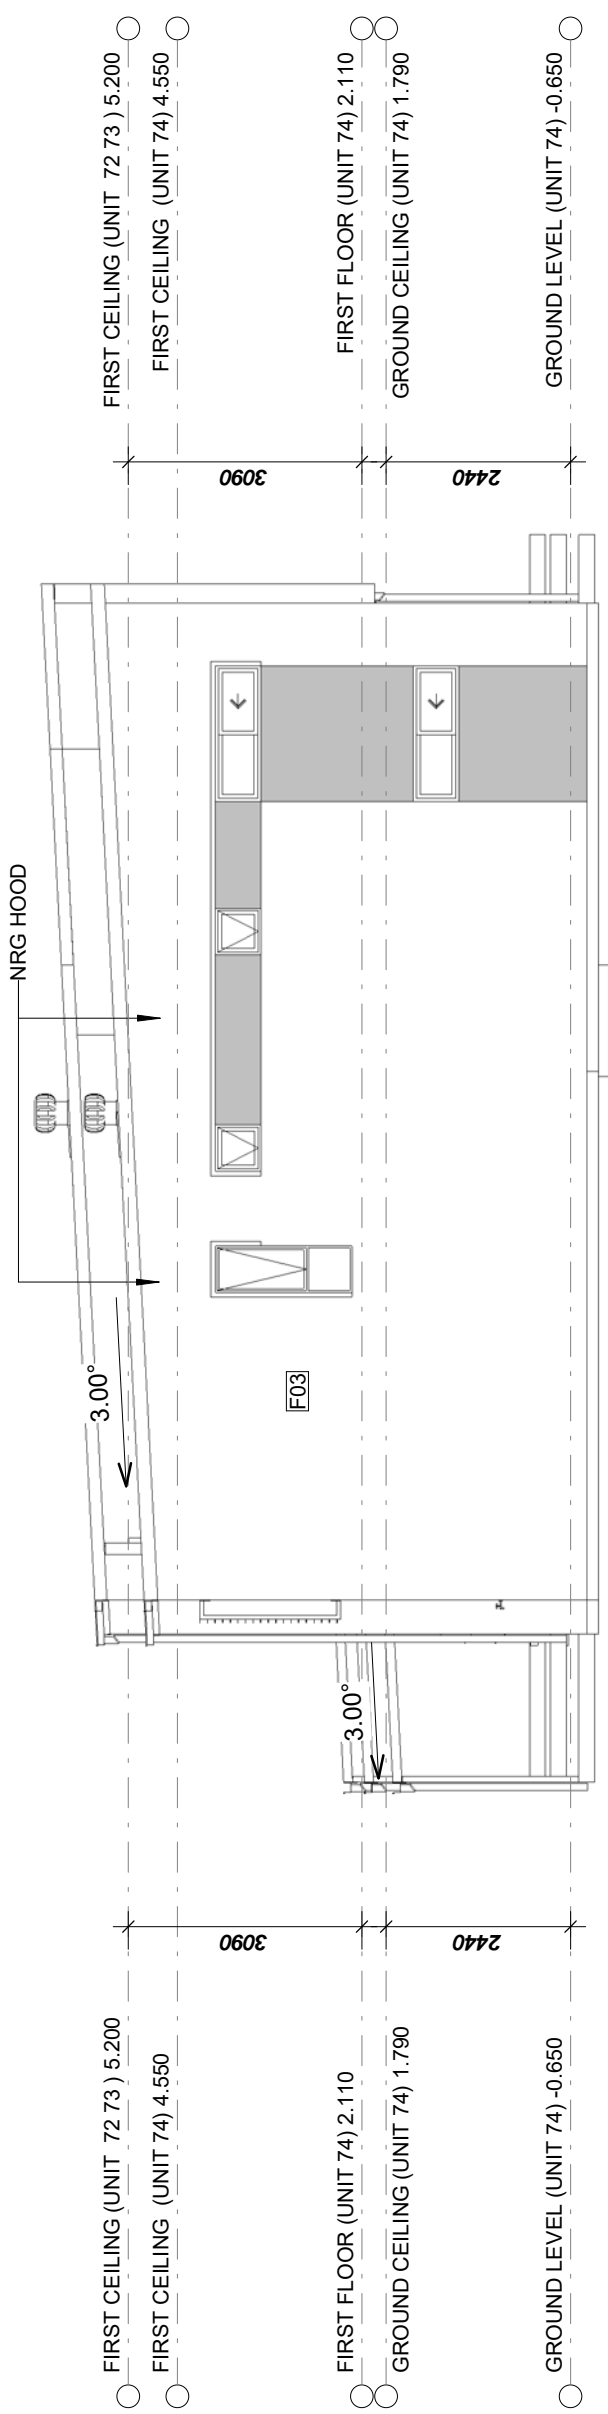 FIRST CEILING (UNIT  72 73 ) 5.200
FIRST CEILING  (UNIT 74) 4.550
FIRST FLOOR (UNIT 74) 2.110
GROUND CEILING (UNIT 74) 1.790
GROUND LEVEL (UNIT 74) -0.650
3090
2440
NRG HOOD
3.00°
F03
3.00°
3090
2440
FIRST CEILING (UNIT  72 73 ) 5.200
FIRST CEILING  (UNIT 74) 4.550
FIRST FLOOR (UNIT 74) 2.110
GROUND CEILING (UNIT 74) 1.790
GROUND LEVEL (UNIT 74) -0.650